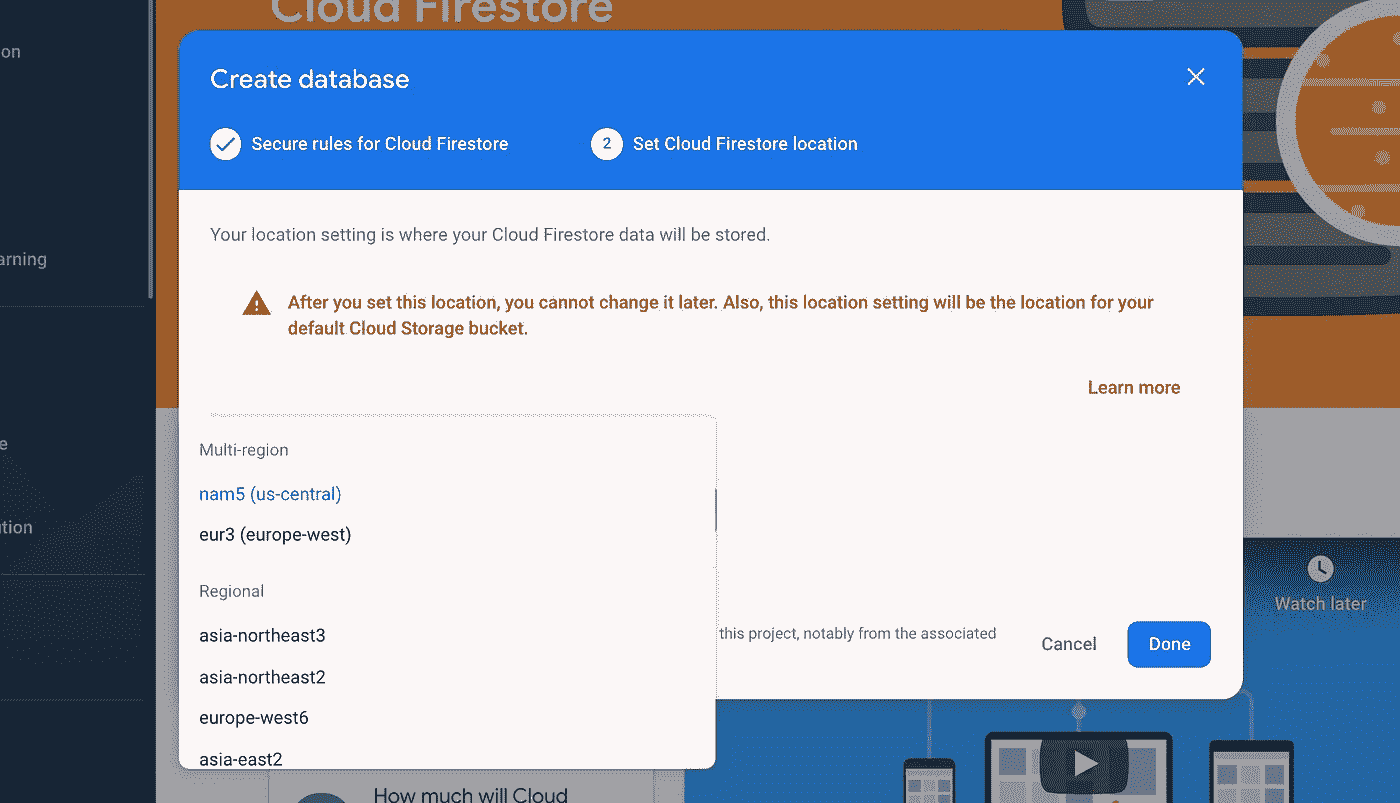 Cloud Firestore
on
Create database
Secure rules for Cloud Firestore
2
Set Cloud Firestore location
Your location setting is where your Cloud Firestore data will be stored.
arning
After you set this location, you cannot change it later. Also, this location setting will be the location for your
default Cloud Storage bucket.
Learn more
Multi-region
nam5 (us-central)
eur3 (europe-west)
Regional
asia-northeast3
asia-northeast2
europe-west6
asia-east2
e
ution
this project, notably from the associated
Cancel
Done
Watch later
How much will Cloud